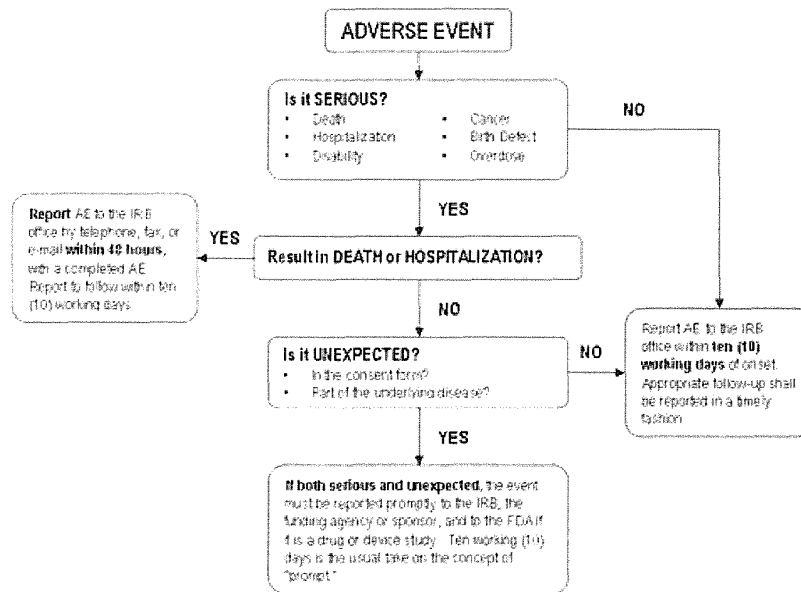 ADVERSE EVENT
Is it SERIOUS?
• Death
• Hospitalization
• Disability
• Cancer
• Birth Defect
• Overdose
NO
YES
Report AE to the IRB
office by telephone, fax, or
e-mail within 48 hours,
with a completed AE
Report to follow within ten
(10) working days
YES
Result in DEATH or HOSPITALIZATION?
NO
Is it UNEXPECTED?
• In the consent form?
• Part of the underlying disease?
NO
Report AE to the IRB
office within ten (10)
working days of onset.
Appropriate follow-up shall
be reported in a timely
fashion
YES
If both serious and unexpected, the event
must be reported promptly to the IRB, the
funding agency or sponsor, and to the FDA if
it is a drug or device study. Ten working (10)
days is the usual take on the concept of
"prompt."